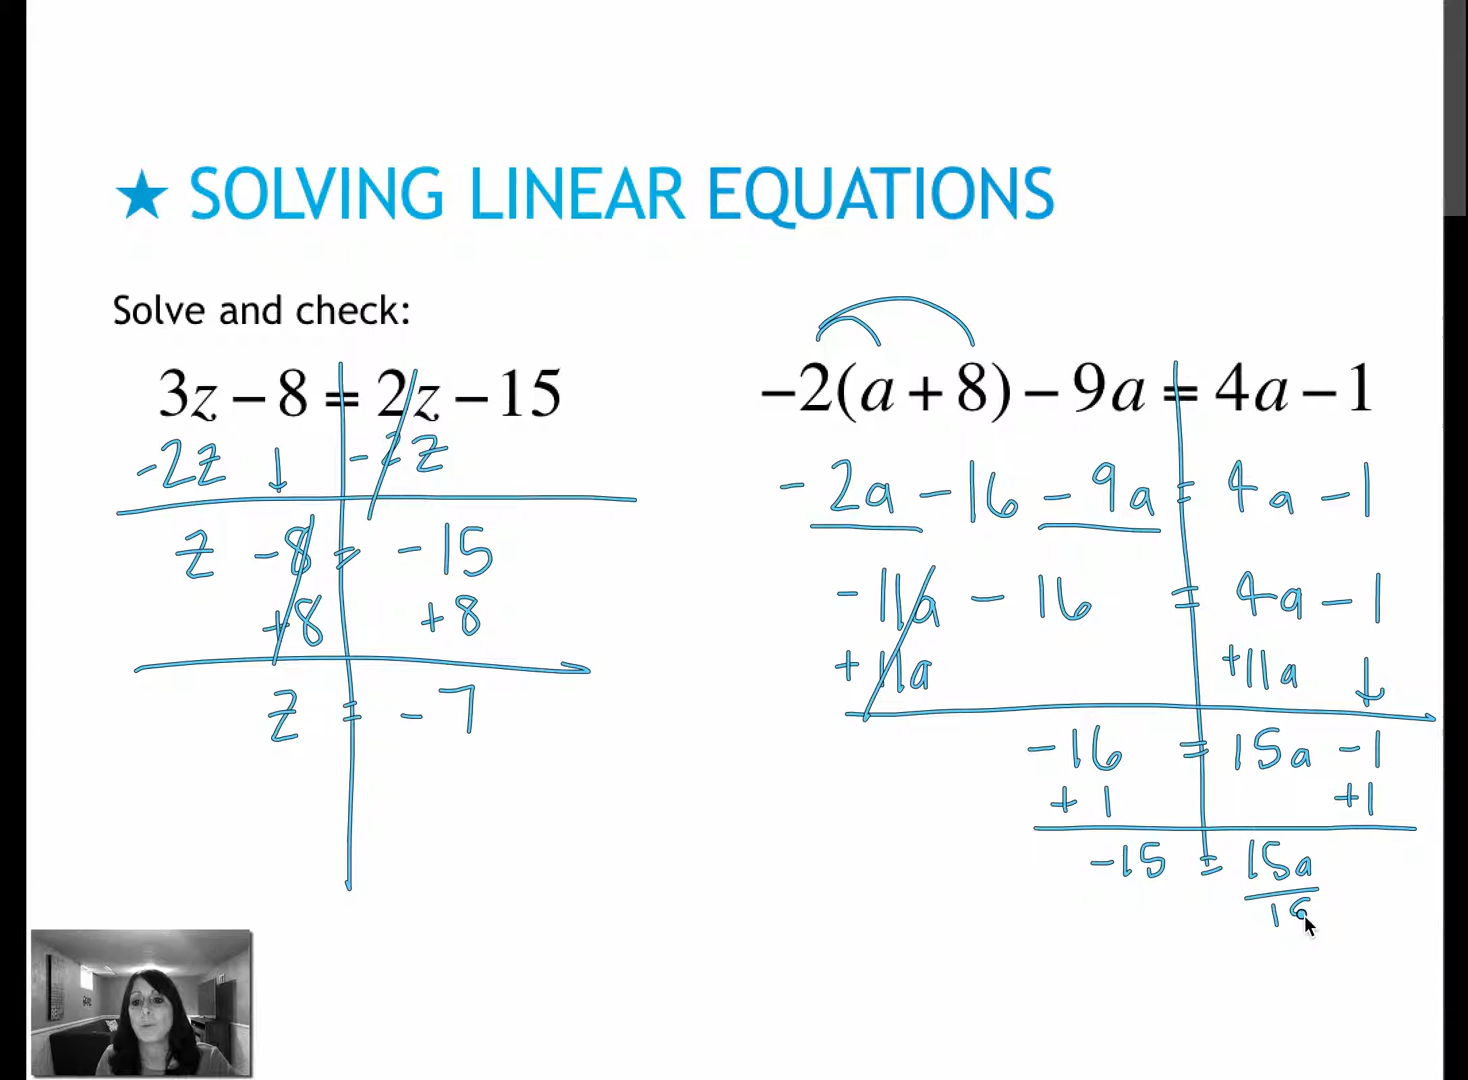 ★ SOLVING LINEAR EQUATIONS
Solve and check:
3z – 8 = 2z – 15
-2z ↓ -2z
z -8 = -15
+8 +8
z = -7
−2(a + 8) − 9a = 4a − 1
-2a - 16 - 9a = 4a - 1
-11a - 16 = 4a - 1
+11a +11a ↓
-16 = 15a - 1
+1 +1
-15 = 15a
15